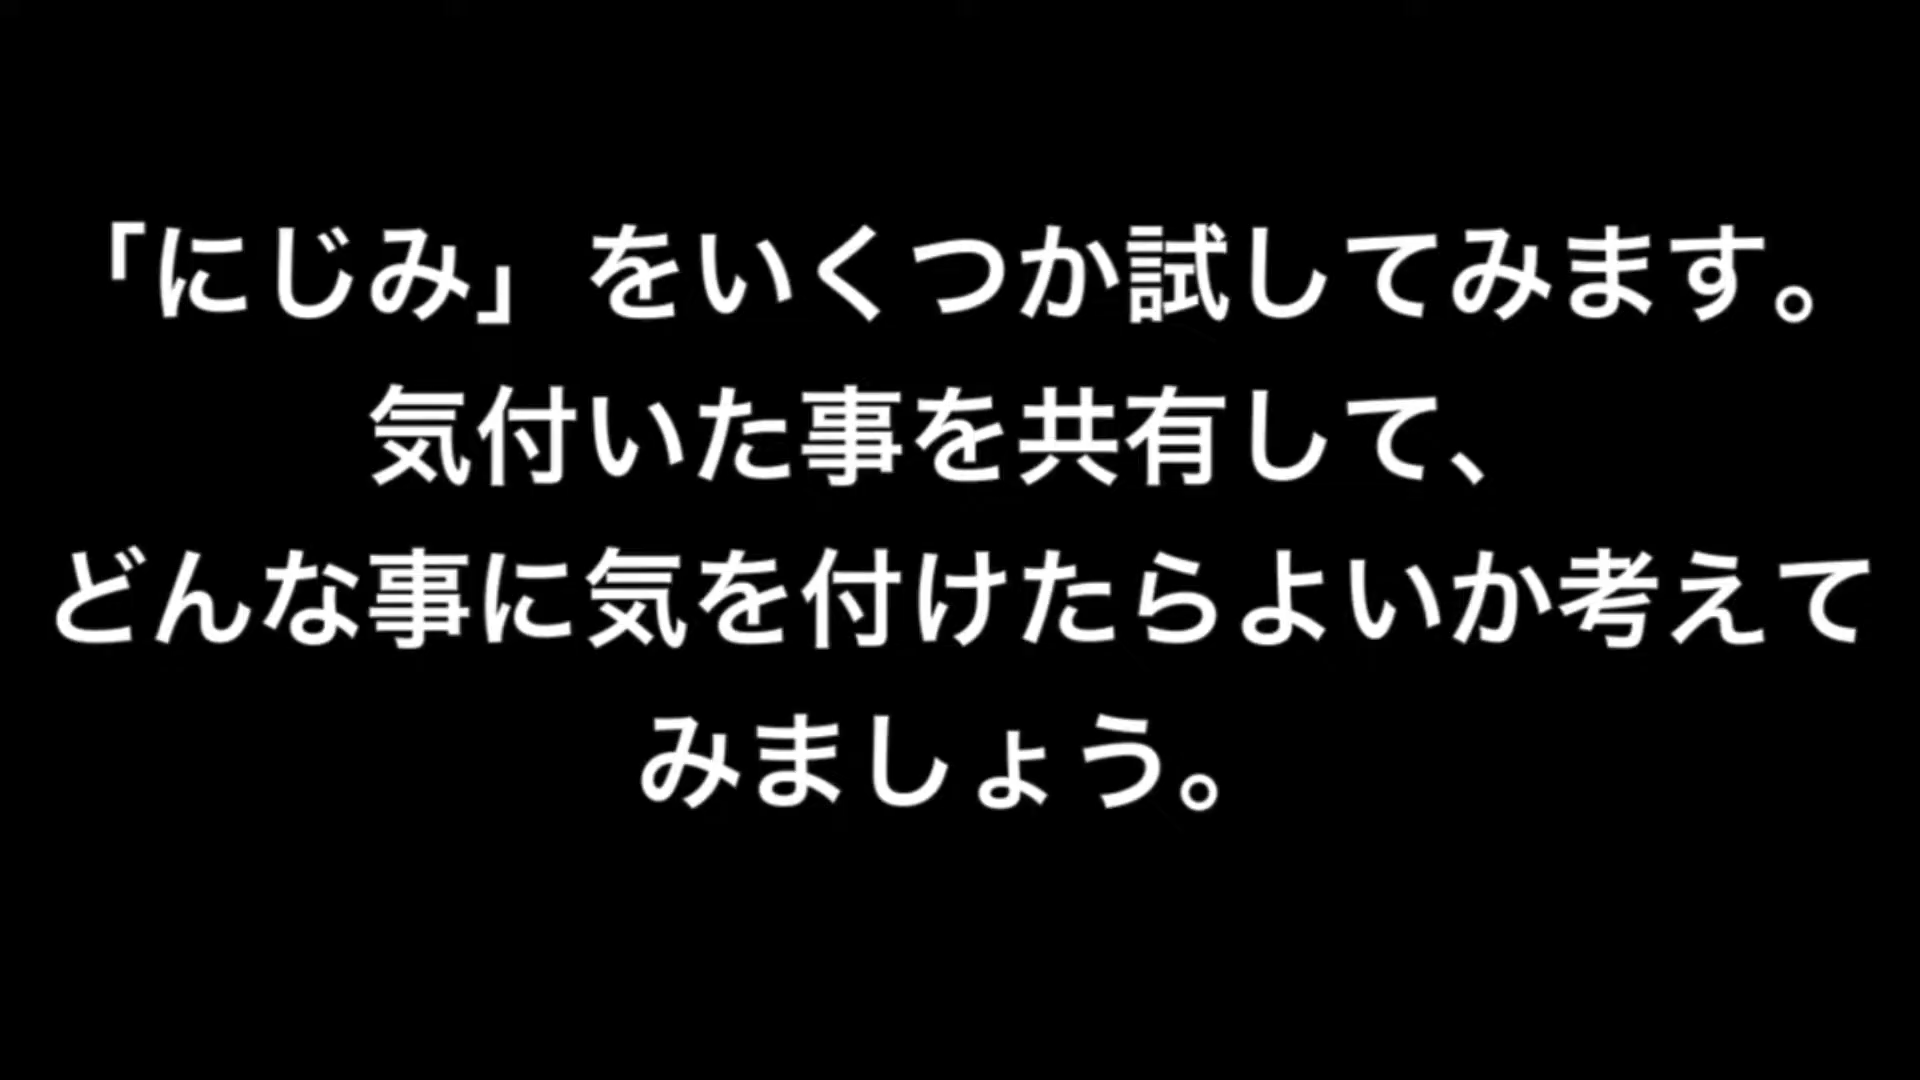 「にじみ」をいくつか試してみます。
気付いた事を共有して、
どんな事に気を付けたらよいか考えて
みましょう。